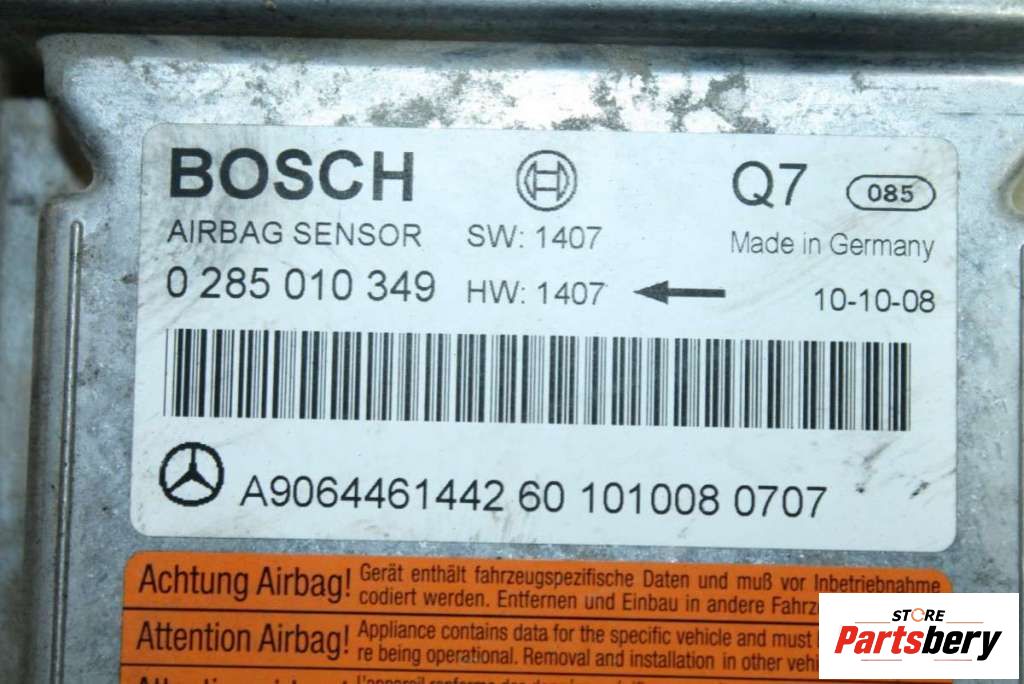 BOSCH
Q7 085
AIRBAG SENSOR SW: 1407 Made in Germany
0 285 010 349 HW: 1407 10-10-08
A9064461442 60 101008 0707
Achtung Airbag! Gerät enthält fahrzeugspezifische Daten und muß vor Inbetriebnahme
codiert werden. Entfernen und Einbau in andere
Attention Airbag! Appliance contains data for the specific vehicle and must
re being operational. Removal and installation in other
STORE
Partsbery